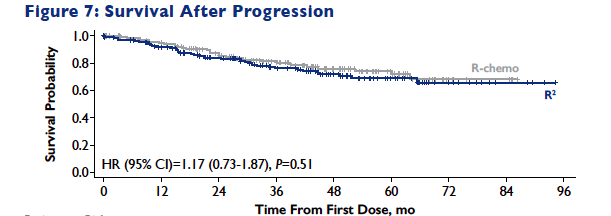 Figure 7: Survival After Progression
Survival Probability
1.0
0.8
0.6
0.4
0.2
0.0
R-chemo
R²
HR (95% CI)=1.17 (0.73-1.87), P=0.51
0 12 24 36 48 60 72 84 96
Time From First Dose, mo